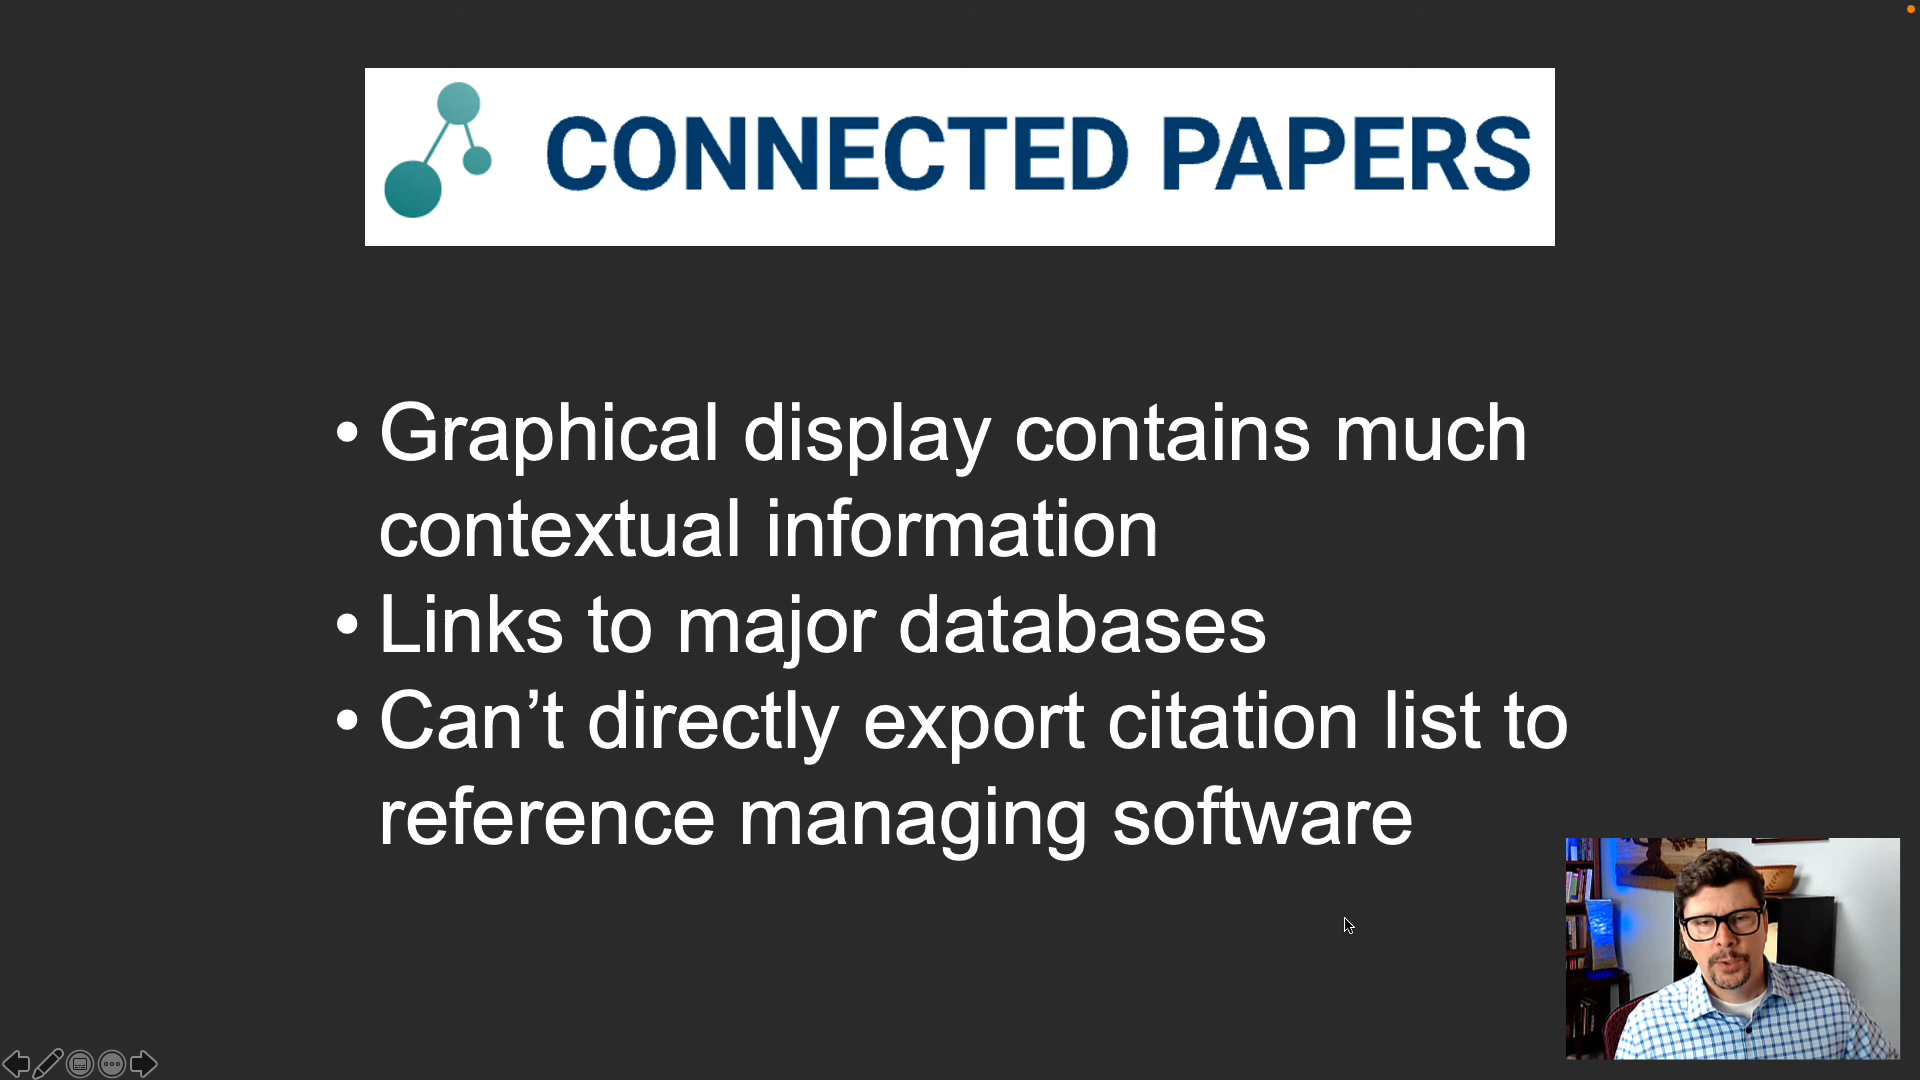 CONNECTED PAPERS
• Graphical display contains much
contextual information
• Links to major databases
• Can’t directly export citation list to
reference managing software